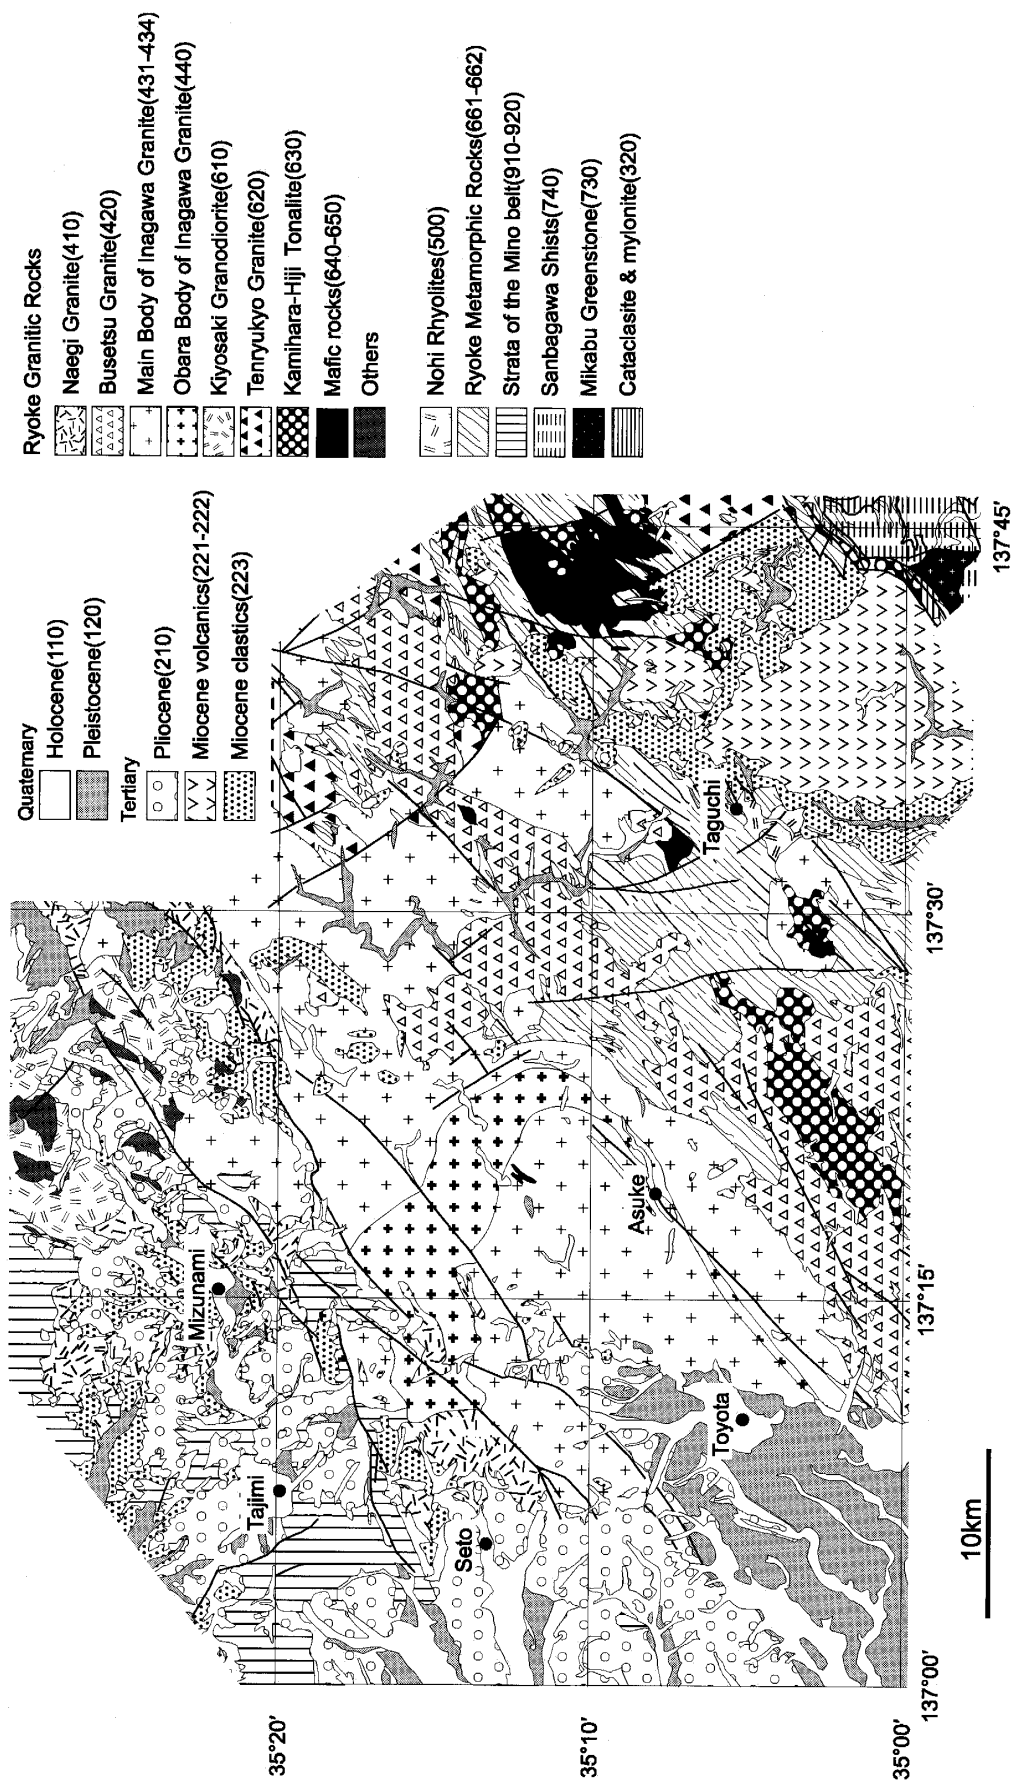 Ryoke Granitic Rocks
Naegi Granite(410)
Busetsu Granite(420)
Main Body of Inagawa Granite(431-434)
Obara Body of Inagawa Granite(440)
Kiyosaki Granodiorite(610)
Tenryukyo Granite(620)
Kamihara-Hiji Tonalite(630)
Mafic rocks(640-650)
Others
Nohi Rhyolites(500)
Ryoke Metamorphic Rocks(661-662)
Strata of the Mino belt(910-920)
Sanbagawa Shists(740)
Mikabu Greenstone(730)
Cataclasite & mylonite(320)
Quaternary
Holocene(110)
Pleistocene(120)
Tertiary
Pliocene(210)
Miocene volcanics(221-222)
Miocene clastics(223)
Mizunami
Tajimi
Seto
Toyota
Asuke
Taguchi
35°20'
35°10'
35°00'
137°00'
137°15'
137°30'
137°45'
10km